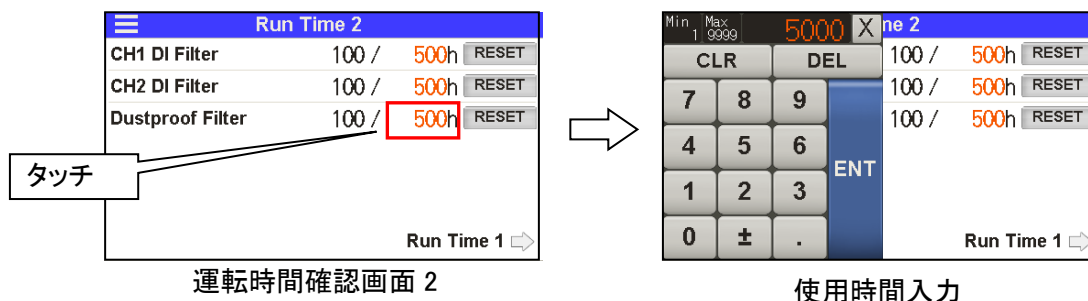 Run Time 2
CH1 DI Filter 100 / 500h RESET
CH2 DI Filter 100 / 500h RESET
Dustproof Filter 100 / 500h RESET
タッチ
Run Time 1
運転時間確認画面 2
Min 1 Max 9999 5000 X ne 2
CLR DEL 100 / 500h RESET
7 8 9 100 / 500h RESET
100 / 500h RESET
4 5 6
ENT
1 2 3
0 ± . Run Time 1
使用時間入力